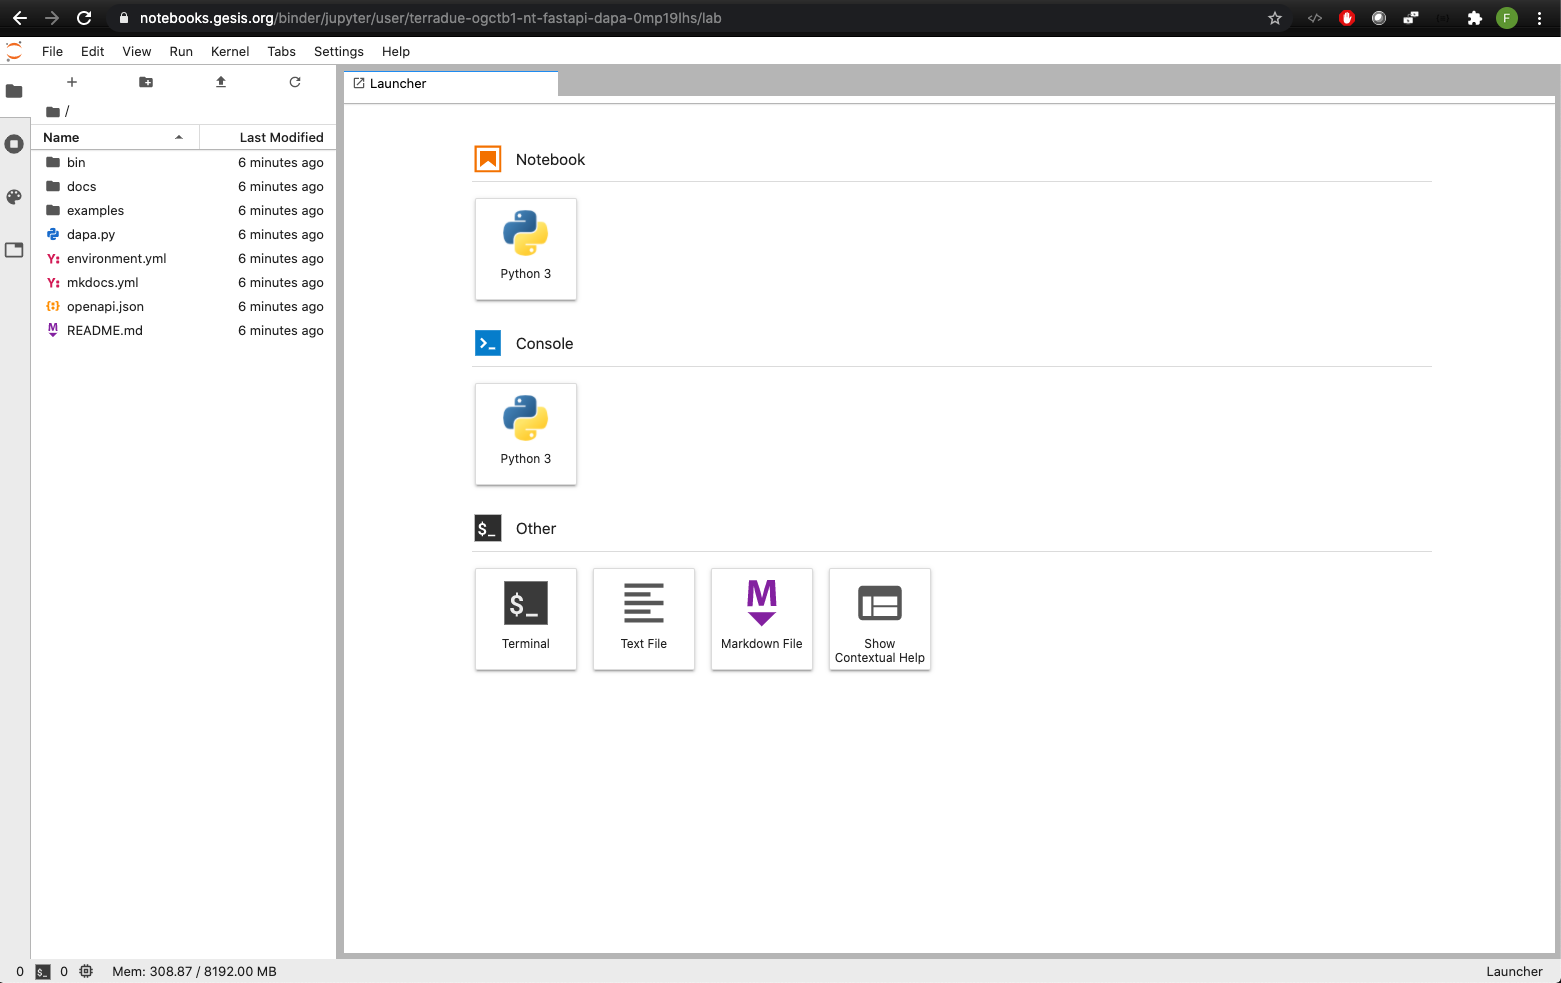 notebooks.gesis.org/binder/jupyter/user/terradue-ogctb1-nt-fastapi-dapa-0mp19lhs/lab
F
File Edit View Run Kernel Tabs Settings Help
Launcher
/
Name Last Modified
bin 6 minutes ago
docs 6 minutes ago
examples 6 minutes ago
dapa.py 6 minutes ago
Y: environment.yml 6 minutes ago
Y: mkdocs.yml 6 minutes ago
{:} openapi.json 6 minutes ago
M README.md 6 minutes ago
Notebook
Python 3
>_ Console
Python 3
$_ Other
$_
Terminal
Text File
M
Markdown File
Show
Contextual Help
0 $_ 0 Mem: 308.87 / 8192.00 MB Launcher